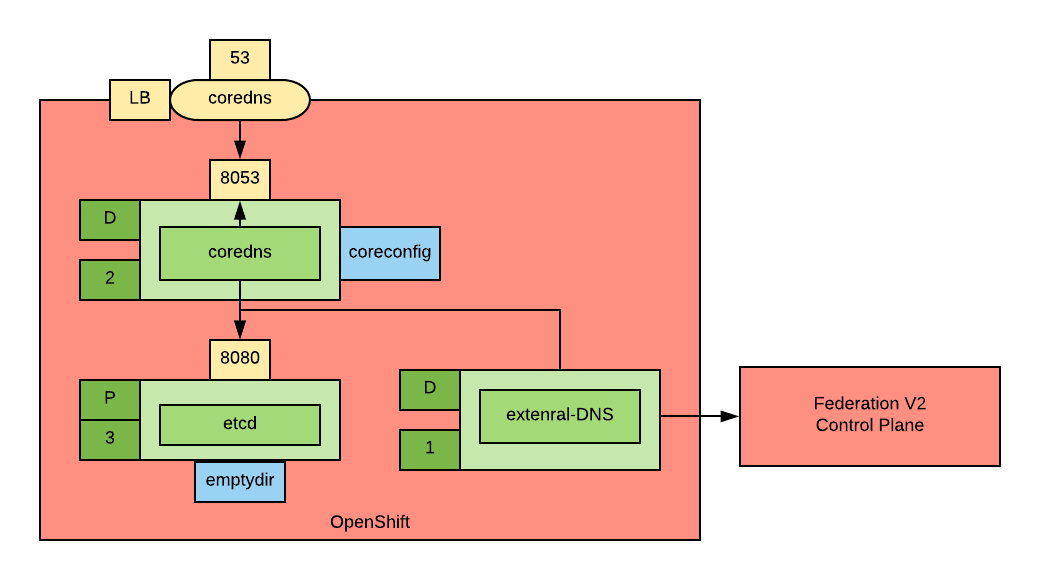 53
LB
coredns
8053
D
coredns
coreconfig
2
8080
P
3
etcd
emptydir
D
extenral-DNS
1
Federation V2
Control Plane
OpenShift